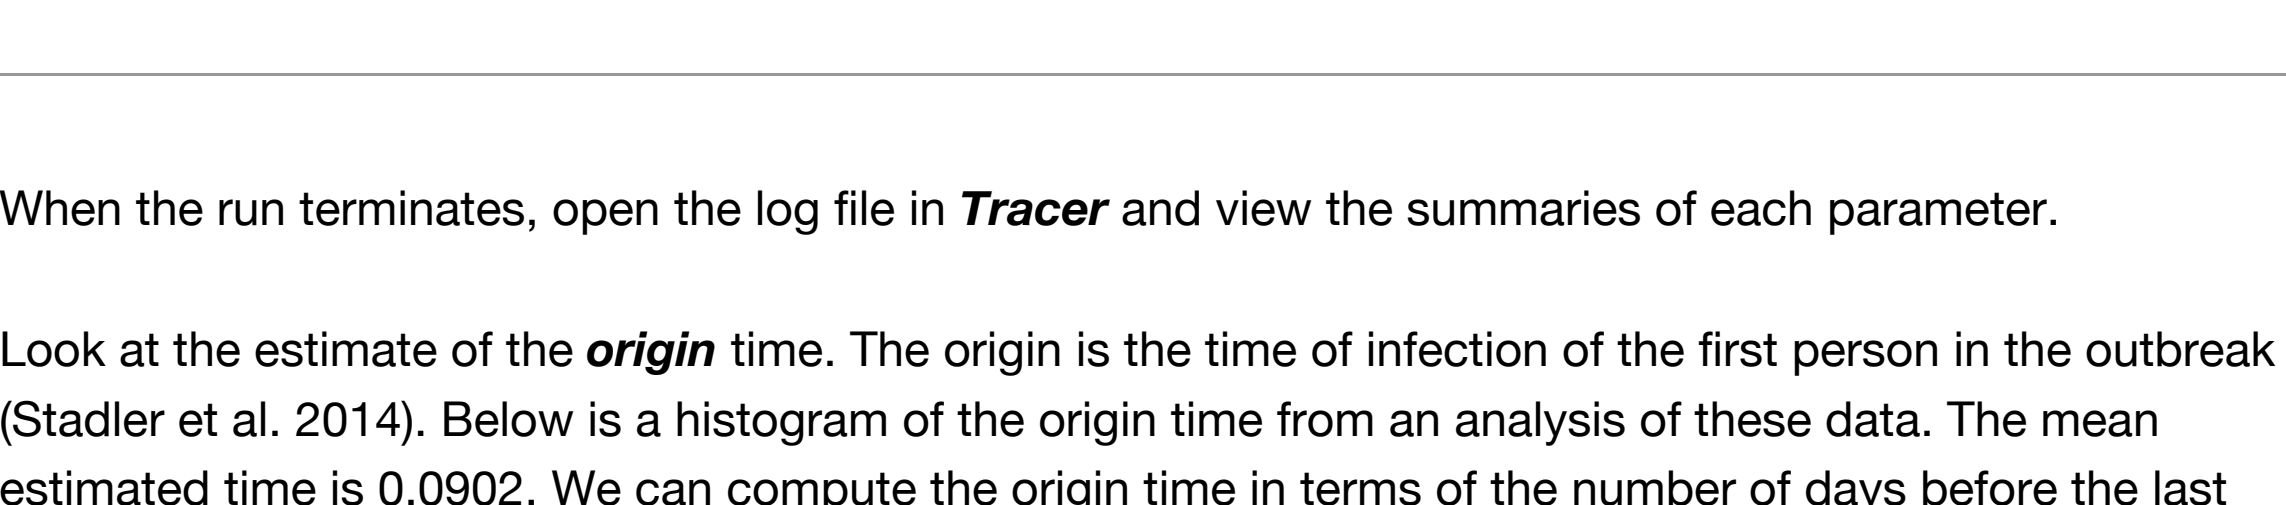 When the run terminates, open the log file in Tracer and view the summaries of each parameter.
Look at the estimate of the origin time. The origin is the time of infection of the first person in the outbreak
(Stadler et al. 2014). Below is a histogram of the origin time from an analysis of these data. The mean
estimated time is 0.0902. We can compute the origin time in terms of the number of days before the last